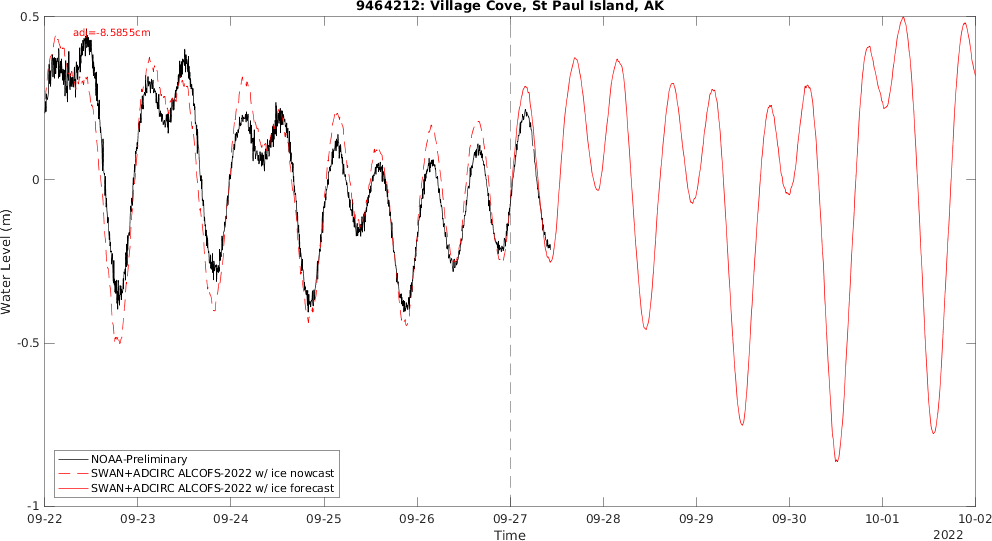 9464212: Village Cove, St Paul Island, AK
adj=-8.5855cm
0.5
0
-0.5
-1
Water Level (m)
NOAA-Preliminary
SWAN+ADCIRC ALCOFS-2022 w/ ice nowcast
SWAN+ADCIRC ALCOFS-2022 w/ ice forecast
09-22 09-23 09-24 09-25 09-26 09-27 09-28 09-29 09-30 10-01 10-02
Time
2022